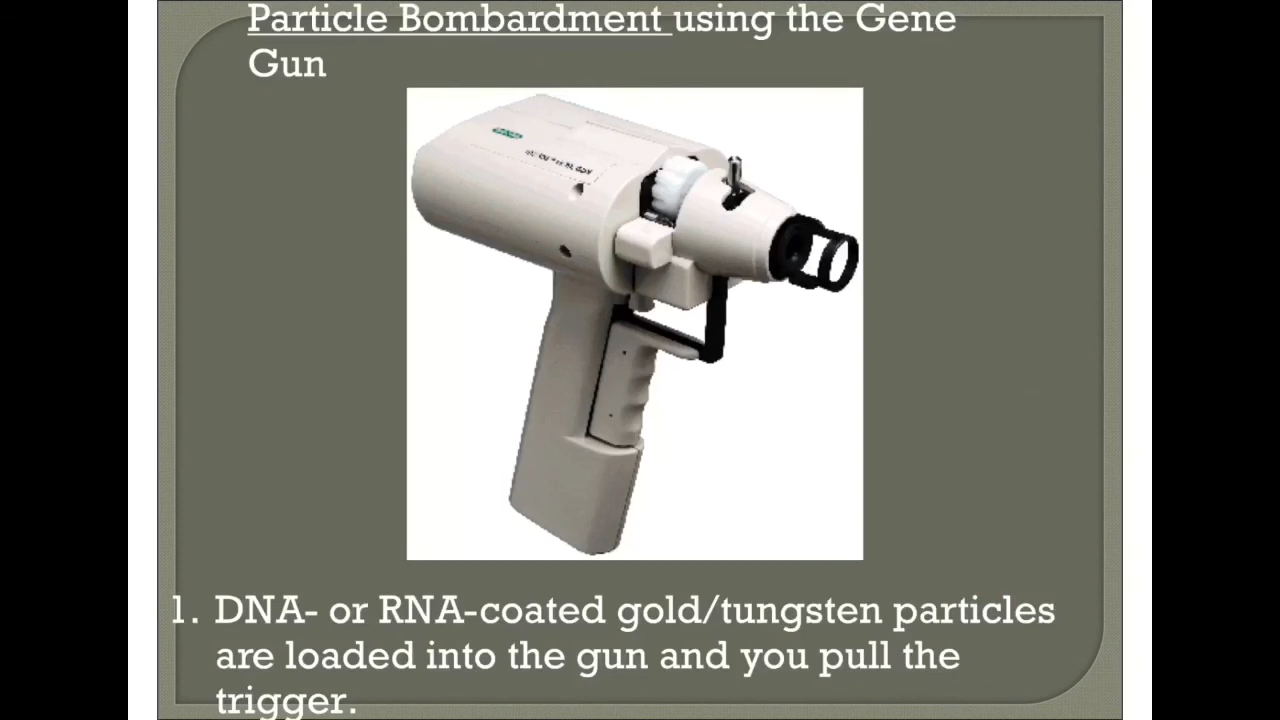 Particle Bombardment using the Gene
Gun
1. DNA- or RNA-coated gold/tungsten particles
are loaded into the gun and you pull the
trigger.